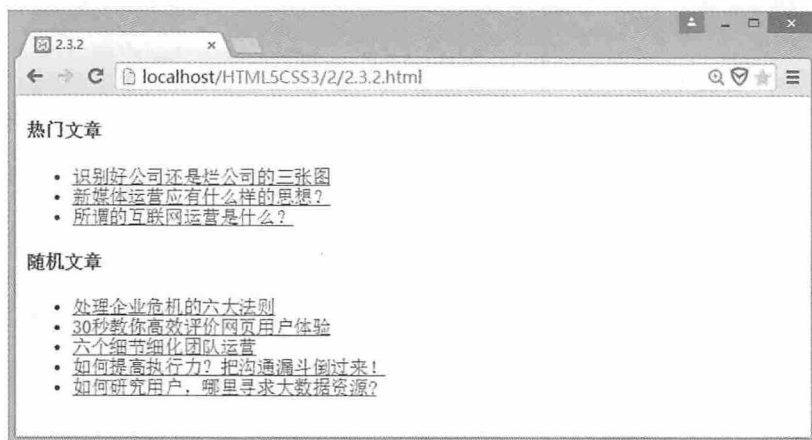 2.3.2
localhost/HTML5CSS3/2/2.3.2.html
热门文章
识别好公司还是烂公司的三张图
新媒体运营应有什么样的思想？
所谓的互联网运营是什么？
随机文章
处理企业危机的六大法则
30秒教你高效评价网页用户体验
六个细节细化团队运营
如何提高执行力？把沟通漏斗倒过来！
如何研究用户，哪里寻求大数据资源?